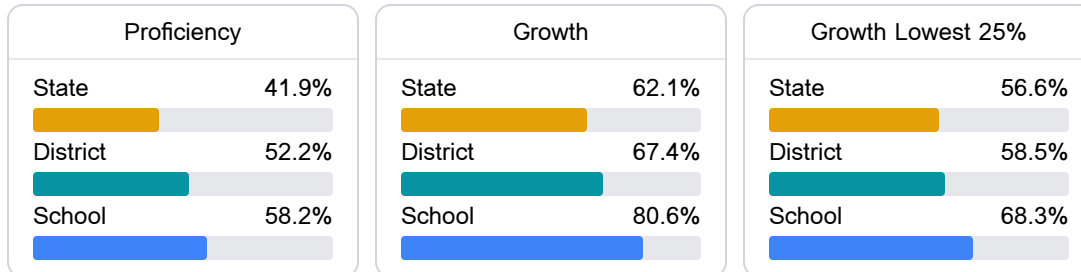 Proficiency
State 41.9%
District 52.2%
School 58.2%
Growth
State 62.1%
District 67.4%
School 80.6%
Growth Lowest 25%
State 56.6%
District 58.5%
School 68.3%